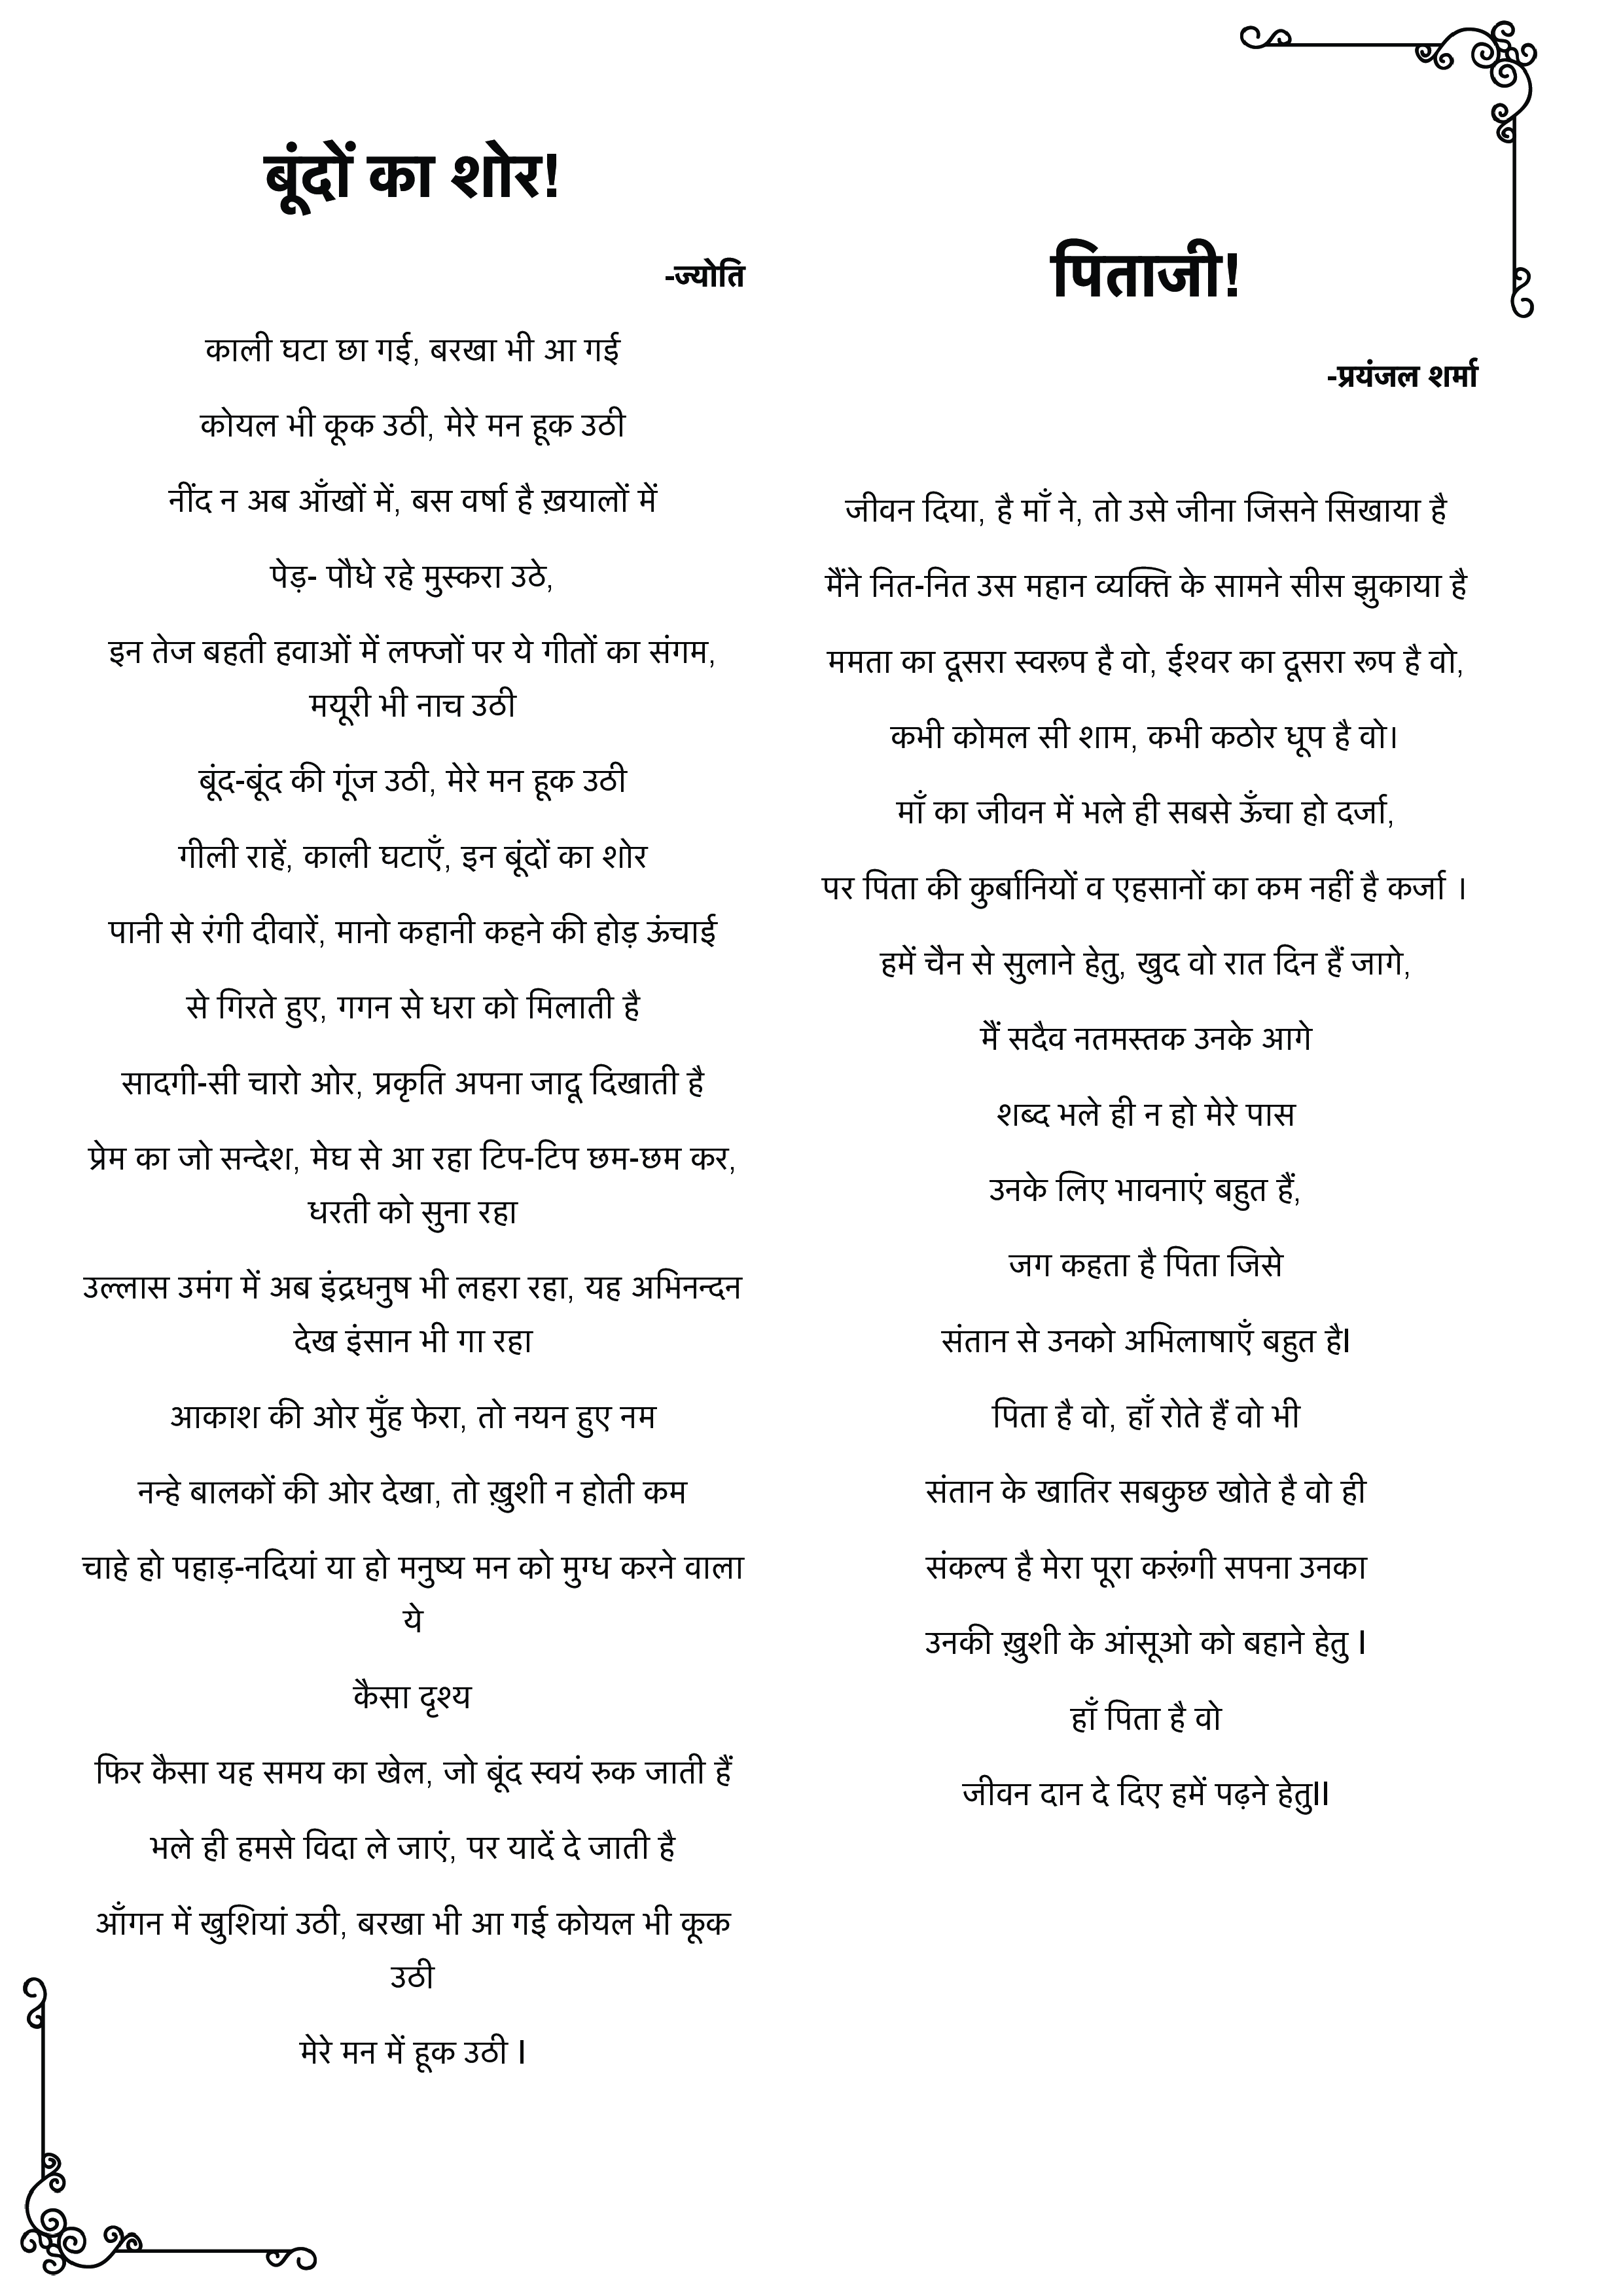 बूंदों का शोर!
-ज्योति
काली घटा छा गई, बरखा भी आ गई
कोयल भी कूक उठी, मेरे मन हूक उठी
नींद न अब आँखों में, बस वर्षा है ख़यालों में
पेड़- पौधे रहे मुस्करा उठे,
इन तेज बहती हवाओं में लफ्जों पर ये गीतों का संगम,
मयूरी भी नाच उठी
बूंद-बूंद की गूंज उठी, मेरे मन हूक उठी
गीली राहें, काली घटाएँ, इन बूंदों का शोर
पानी से रंगी दीवारें, मानो कहानी कहने की होड़ ऊंचाई
से गिरते हुए, गगन से धरा को मिलाती है
सादगी-सी चारो ओर, प्रकृति अपना जादू दिखाती है
प्रेम का जो सन्देश, मेघ से आ रहा टिप-टिप छम-छम कर,
धरती को सुना रहा
उल्लास उमंग में अब इंद्रधनुष भी लहरा रहा, यह अभिनन्दन
देख इंसान भी गा रहा
आकाश की ओर मुँह फेरा, तो नयन हुए नम
नन्हे बालकों की ओर देखा, तो ख़ुशी न होती कम
चाहे हो पहाड़-नदियां या हो मनुष्य मन को मुग्ध करने वाला
ये
कैसा दृश्य
फिर कैसा यह समय का खेल, जो बूंद स्वयं रुक जाती हैं
भले ही हमसे विदा ले जाएं, पर यादें दे जाती है
आँगन में खुशियां उठी, बरखा भी आ गई कोयल भी कूक
उठी
मेरे मन में हूक उठी I
पिताजी!
-प्रयंजल शर्मा
जीवन दिया, है माँ ने, तो उसे जीना जिसने सिखाया है
मैंने नित-नित उस महान व्यक्ति के सामने सीस झुकाया है
ममता का दूसरा स्वरूप है वो, ईश्वर का दूसरा रूप है वो,
कभी कोमल सी शाम, कभी कठोर धूप है वो।
माँ का जीवन में भले ही सबसे ऊँचा हो दर्जा,
पर पिता की कुर्बानियों व एहसानों का कम नहीं है कर्जा ।
हमें चैन से सुलाने हेतु, खुद वो रात दिन हैं जागे,
मैं सदैव नतमस्तक उनके आगे
शब्द भले ही न हो मेरे पास
उनके लिए भावनाएं बहुत हैं,
जग कहता है पिता जिसे
संतान से उनको अभिलाषाएँ बहुत हैI
पिता है वो, हाँ रोते हैं वो भी
संतान के खातिर सबकुछ खोते है वो ही
संकल्प है मेरा पूरा करूंगी सपना उनका
उनकी ख़ुशी के आंसूओ को बहाने हेतु I
हाँ पिता है वो
जीवन दान दे दिए हमें पढ़ने हेतुII